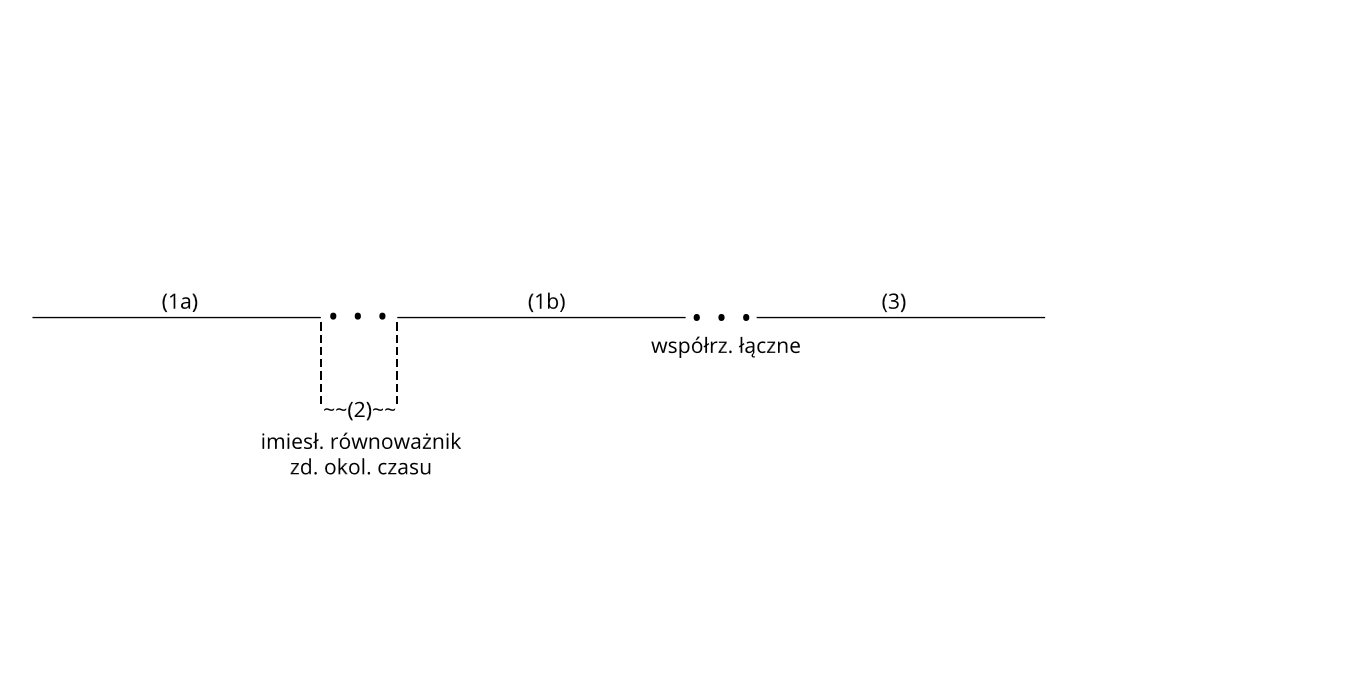 (1a)
(1b)
(3)
współrz. łączne
~~(2)~~
imiesł. równoważnik
zd. okol. czasu